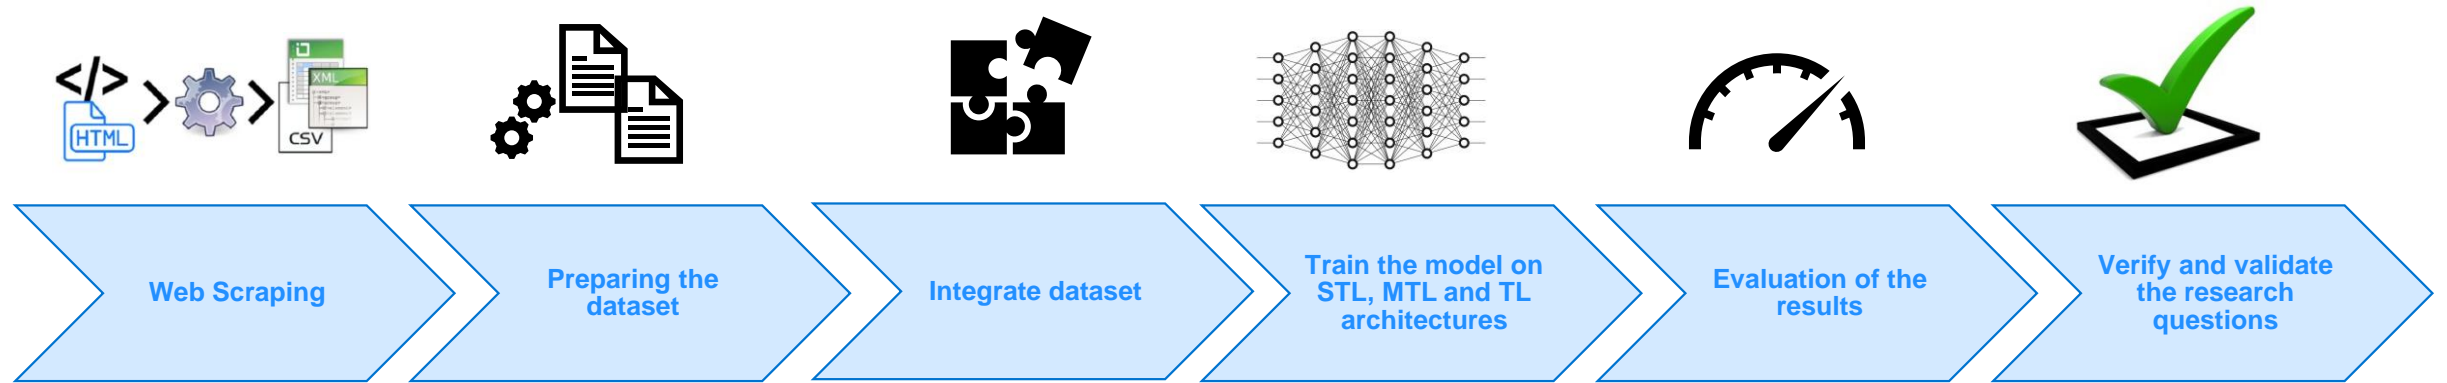 </>
HTML
XML
CSV
Web Scraping
Preparing the
dataset
Integrate dataset
Train the model on
STL, MTL and TL
architectures
Evaluation of the
results
Verify and validate
the research
questions